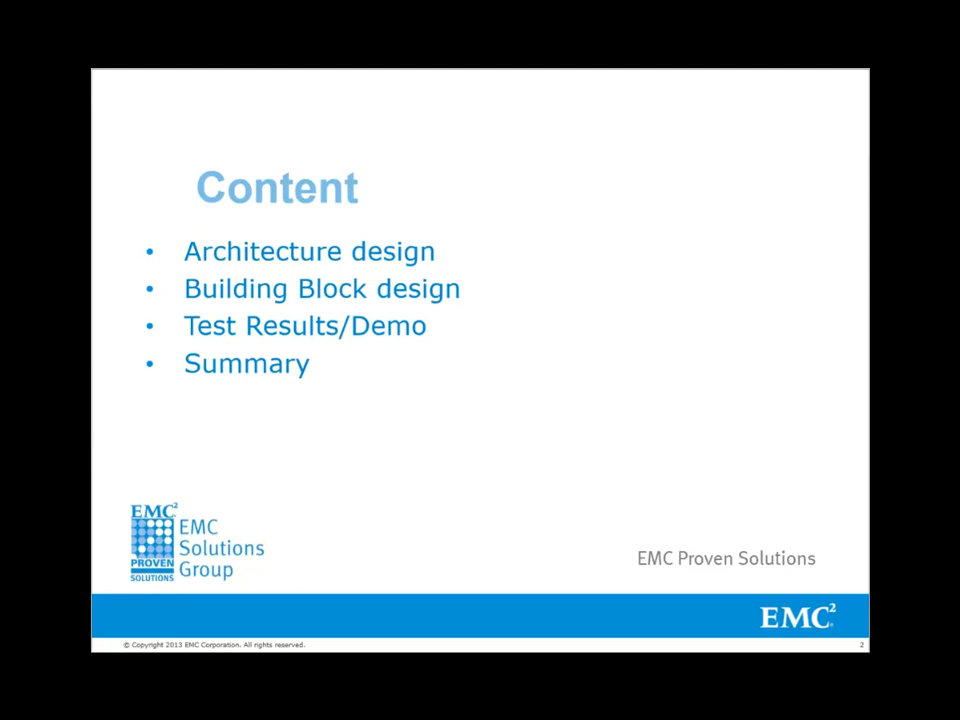 Content
• Architecture design
• Building Block design
• Test Results/Demo
• Summary
EMC²
PROVEN
SOLUTIONS
EMC
Solutions
Group
EMC Proven Solutions
EMC²
© Copyright 2013 EMC Corporation. All rights reserved.
2